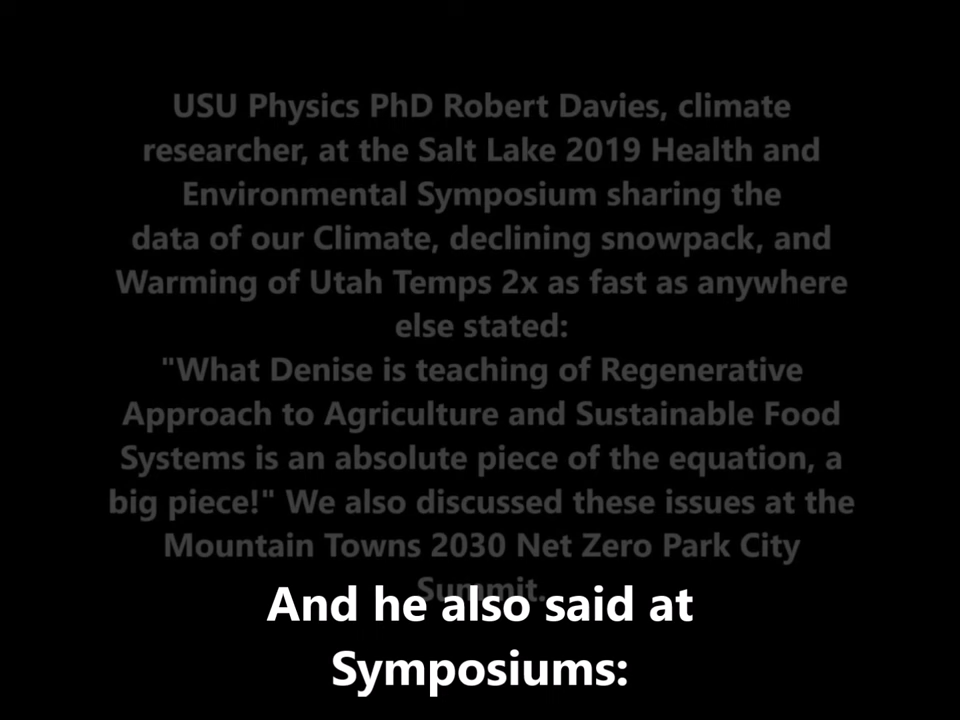 USU Physics PhD Robert Davies, climate
researcher, at the Salt Lake 2019 Health and
Environmental Symposium sharing the
data of our Climate, declining snowpack, and
Warming of Utah Temps 2x as fast as anywhere
else stated:
"What Denise is teaching of Regenerative
Approach to Agriculture and Sustainable Food
Systems is an absolute piece of the equation, a
big piece!" We also discussed these issues at the
Mountain Towns 2030 Net Zero Park City
Summit.
And he also said at
Symposiums: